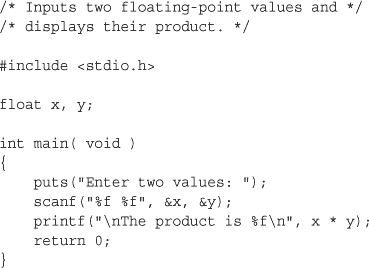 /* Inputs two floating-point values and */
/* displays their product. */

#include <stdio.h>

float x, y;

int main( void )
{
    puts("Enter two values: ");
    scanf("%f %f", &x, &y);
    printf("\nThe product is %f\n", x * y);
    return 0;
}